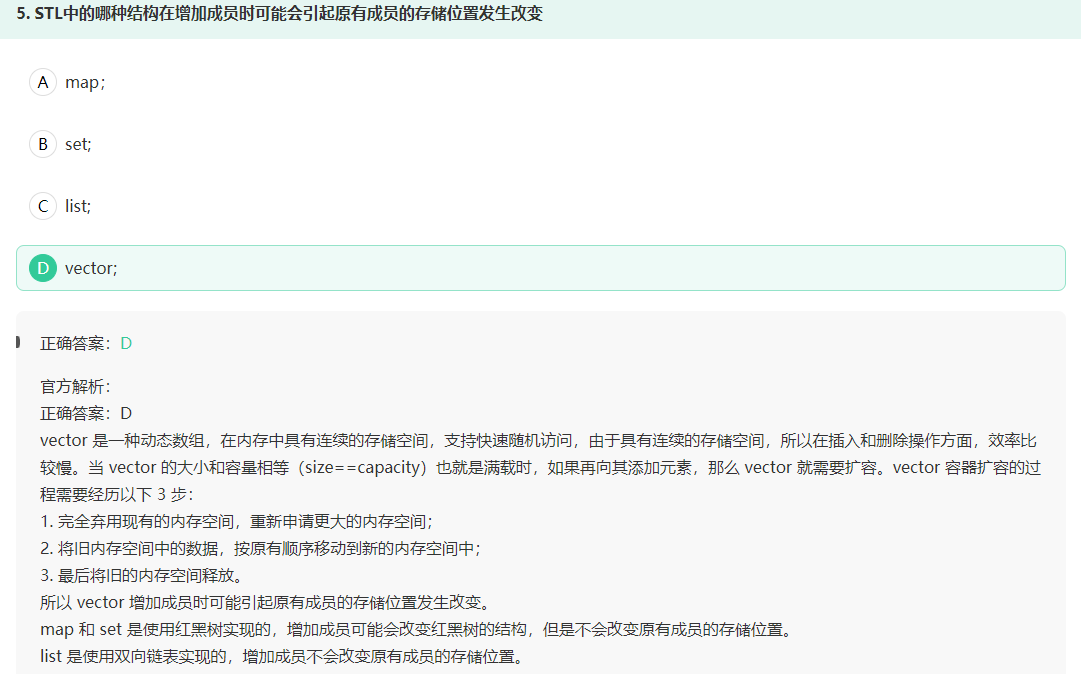 5. STL中的哪种结构在增加成员时可能会引起原有成员的存储位置发生改变
A map;
B set;
C list;
D vector;
正确答案：D
官方解析：
正确答案：D
vector 是一种动态数组，在内存中具有连续的存储空间，支持快速随机访问，由于具有连续的存储空间，所以在插入和删除操作方面，效率比
较慢。当 vector 的大小和容量相等（size==capacity）也就是满载时，如果再向其添加元素，那么 vector 就需要扩容。vector 容器扩容的过
程需要经历以下 3 步：
1. 完全弃用现有的内存空间，重新申请更大的内存空间；
2. 将旧内存空间中的数据，按原有顺序移动到新的内存空间中；
3. 最后将旧的内存空间释放。
所以 vector 增加成员时可能引起原有成员的存储位置发生改变。
map 和 set 是使用红黑树实现的，增加成员可能会改变红黑树的结构，但是不会改变原有成员的存储位置。
list 是使用双向链表实现的，增加成员不会改变原有成员的存储位置。